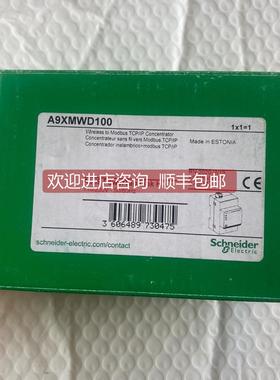 A9XMWD100
Wireless to Modbus TCP/IP Concentrator
Concentrateur sans fil vers Modbus TCP/IP
Concentrador inalambrico-modbus TCP/IP
1x1=1
Made in ESTONIA
欢迎进店咨询 顺丰包邮
CE
3 606489 730475
schneider-electric.com/contact
Schneider
Electric